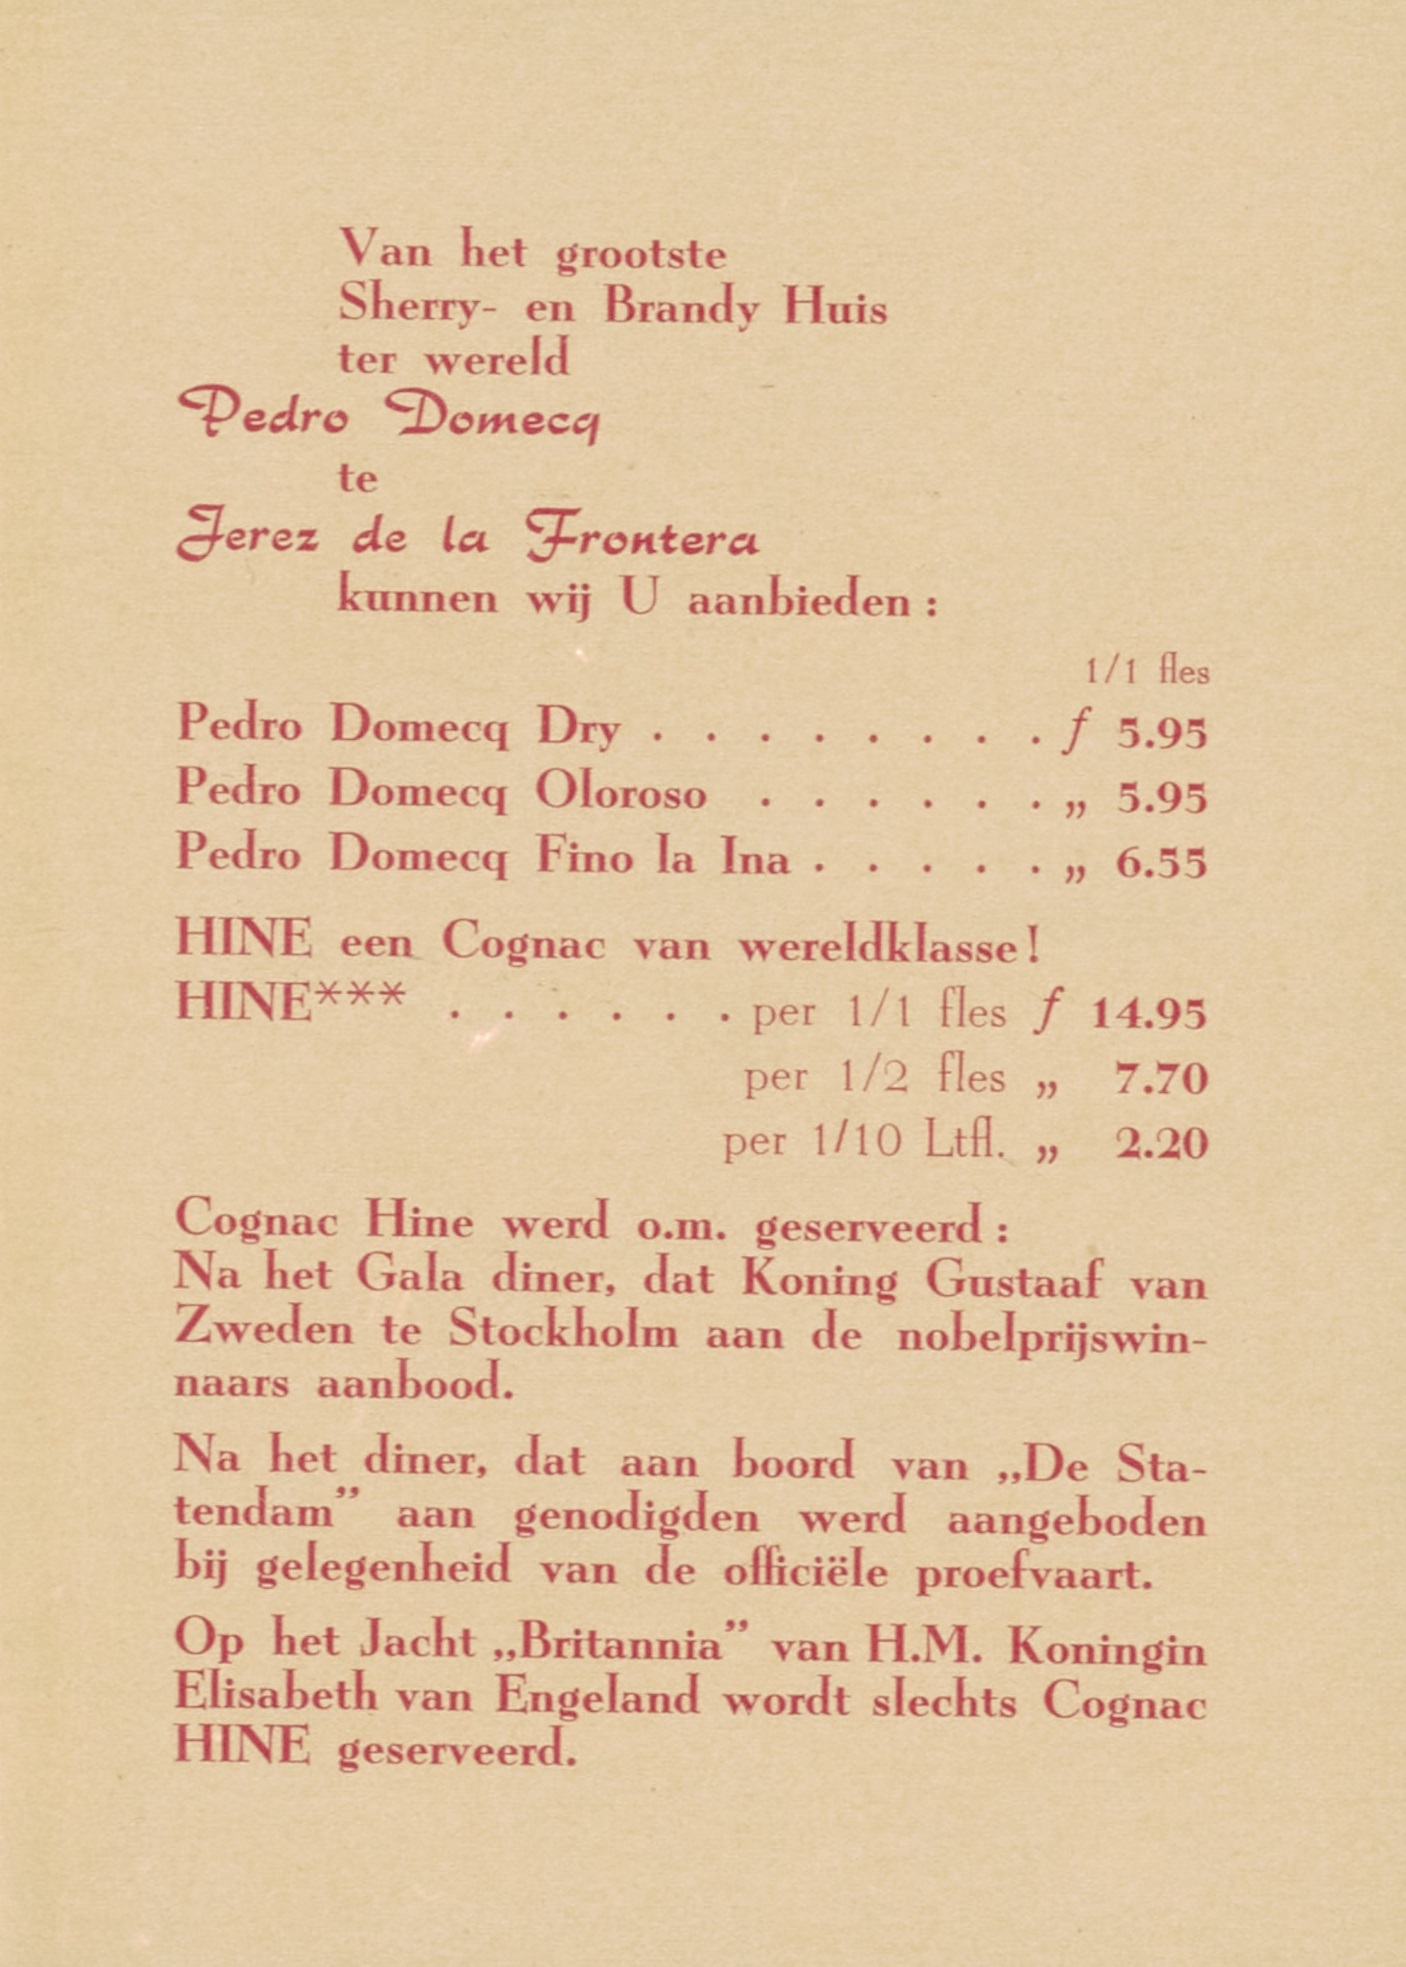 Van het grootste
Sherry- en Brandy Huis
ter wereld
Pedro Domecq
te
Jerez de la Frontera
kunnen wij U aanbieden :
1/1 fles
Pedro Domecq Dry . . . . . . . . f 5.95
Pedro Domecq Oloroso . . . . . . „ 5.95
Pedro Domecq Fino la Ina . . . . . „ 6.55
HINE een Cognac van wereldklasse !
HINE*** . . . . . . per 1/1 fles f 14.95
per 1/2 fles „ 7.70
per 1/10 Ltfl. „ 2.20
Cognac Hine werd o.m. geserveerd :
Na het Gala diner, dat Koning Gustaaf van
Zweden te Stockholm aan de nobelprijswin-
naars aanbood.
Na het diner, dat aan boord van „De Sta-
tendam” aan genodigden werd aangeboden
bij gelegenheid van de officiële proefvaart.
Op het Jacht „Britannia” van H.M. Koningin
Elisabeth van Engeland wordt slechts Cognac
HINE geserveerd.